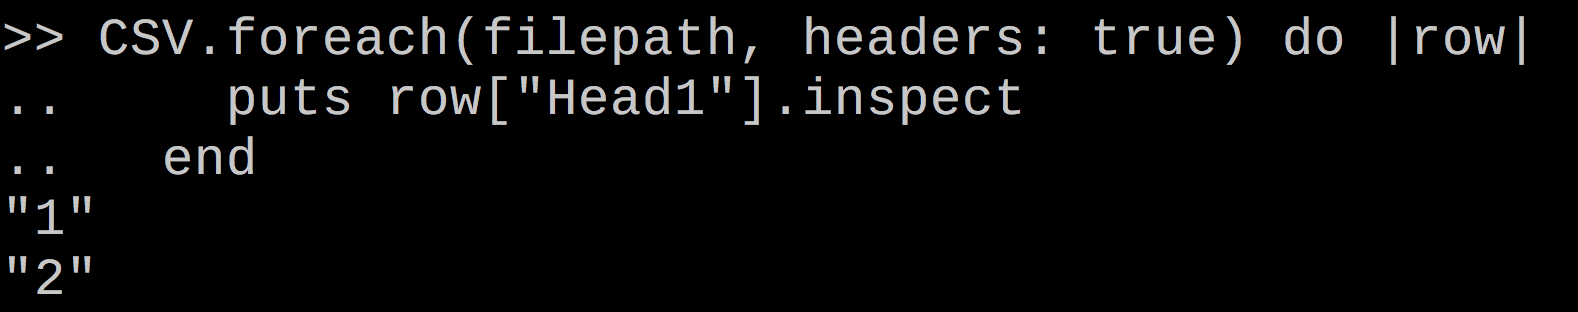 >> CSV.foreach(filepath, headers: true) do |row|
..     puts row["Head1"].inspect
..   end
"1"
"2"